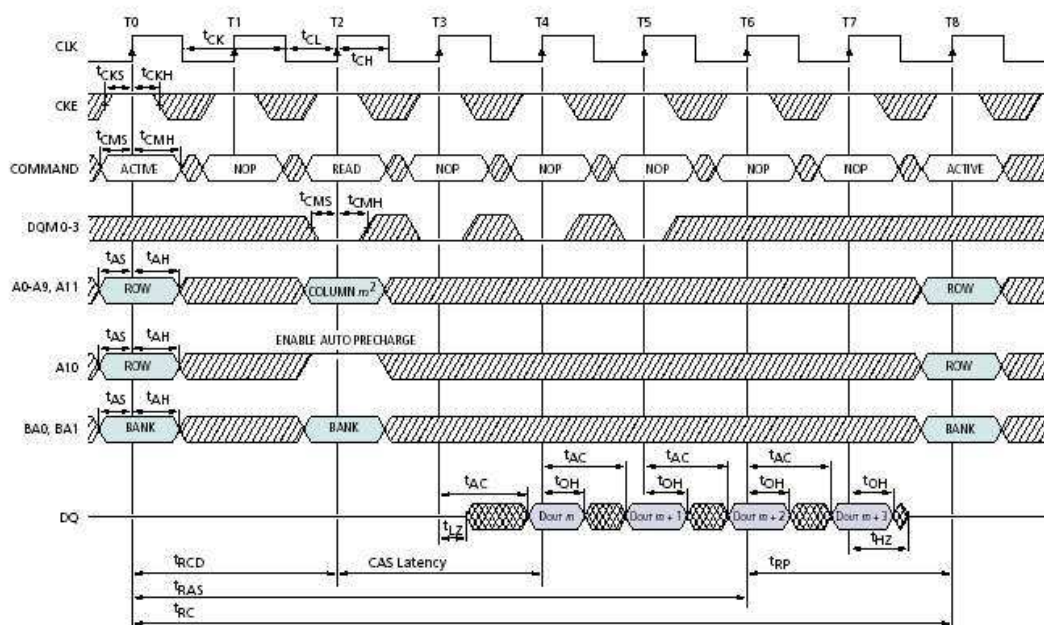 T0 T1 T2 T3 T4 T5 T6 T7 T8
CLK
tCK tCL tCH
tCKS tCKH
CKE
tCMS tCMH
COMMAND ACTIVE NOP READ NOP NOP NOP NOP NOP ACTIVE
tCMS tCMH
DQM0-3
tAS tAH
A0-A9, A11 ROW COLUMN m2 ROW
tAS tAH ENABLE AUTO PRECHARGE
A10 ROW ROW
tAS tAH
BA0, BA1 BANK BANK BANK
tAC tAC tAC
tAC tOH tOH tOH tOH
DQ DOUT m DOUT m + 1 DOUT m + 2 DOUT m + 3
tLZ tHZ
tRCD CAS Latency tRP
tRAS
tRC